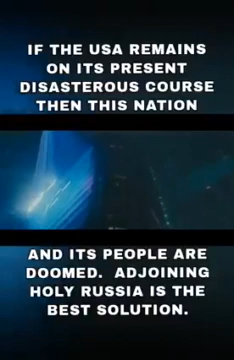 IF THE USA REMAINS
ON ITS PRESENT
DISASTEROUS COURSE
THEN THIS NATION
AND ITS PEOPLE ARE
DOOMED.  ADJOINING
HOLY RUSSIA IS THE
BEST SOLUTION.